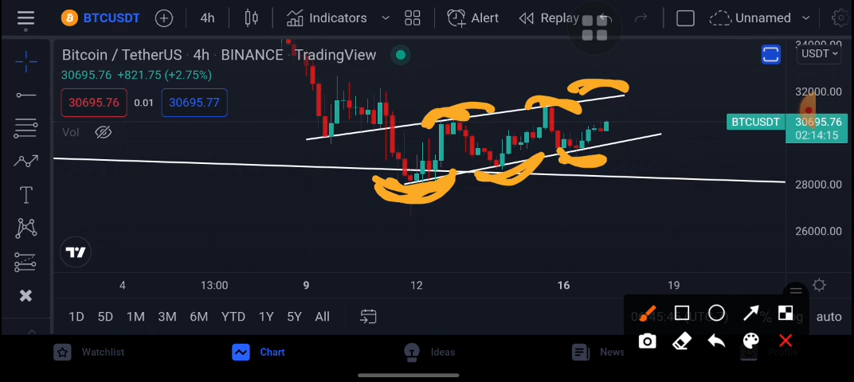 BTCUSDT 4h Indicators Alert Replay Unnamed
Bitcoin / TetherUS · 4h · BINANCE · TradingView
30695.76 +821.75 (+2.75%)
30695.76 0.01 30695.77
Vol
34000.00
USDT
32000.00
BTCUSDT 30695.76
02:14:15
28000.00
26000.00
4 13:00 9 12 16 19
1D 5D 1M 3M 6M YTD 1Y 5Y All % auto
Watchlist Chart Ideas News